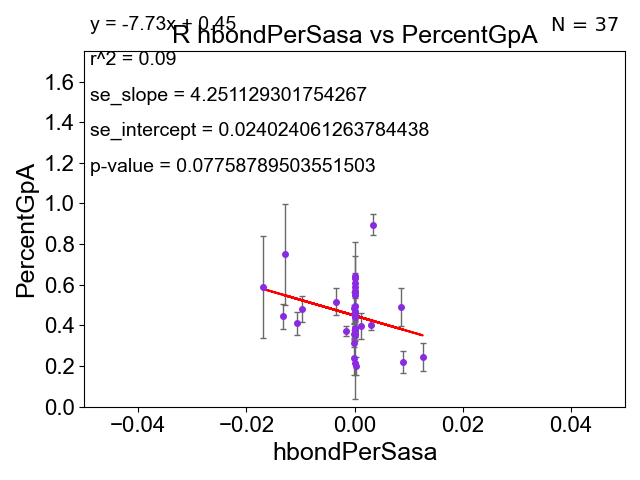 y = -7.73x + 0.45
N = 37
R hbondPerSasa vs PercentGpA
r^2 = 0.09
se_slope = 4.251129301754267
se_intercept = 0.024024061263784438
p-value = 0.07758789503551503
1.6
1.4
1.2
1.0
0.8
0.6
0.4
0.2
0.0
PercentGpA
−0.04 −0.02 0.00 0.02 0.04
hbondPerSasa